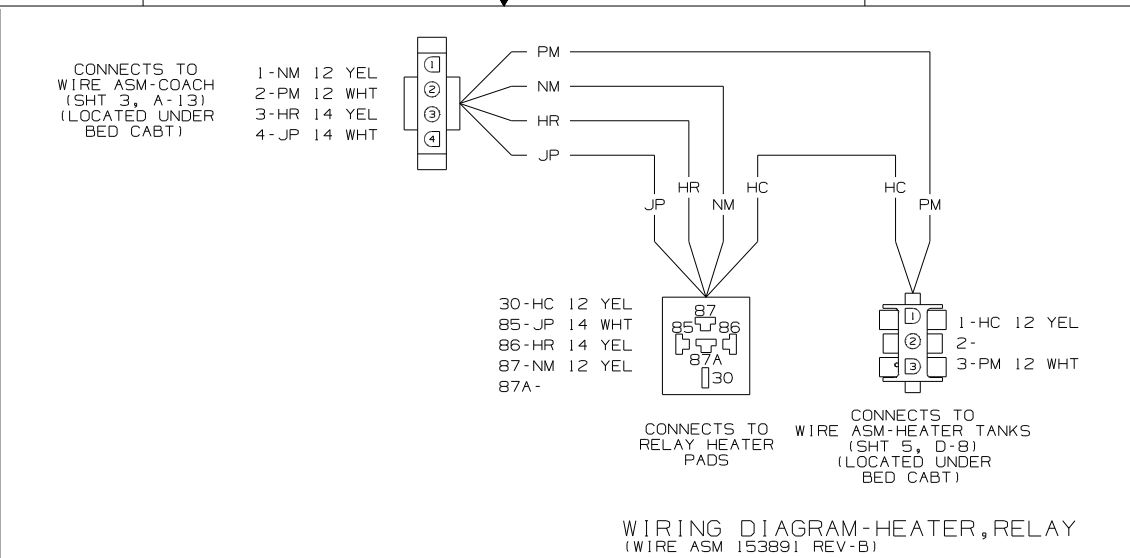 CONNECTS TO
WIRE ASM-COACH
(SHT 3, A-13)
(LOCATED UNDER
BED CABT)
1-NM 12 YEL
2-PM 12 WHT
3-HR 14 YEL
4-JP 14 WHT
1
2
3
4
PM
NM
HR
JP
JP
HR
NM
HC
HC
PM
30-HC 12 YEL
85-JP 14 WHT
86-HR 14 YEL
87-NM 12 YEL
87A-
87
85
86
87A
30
CONNECTS TO
RELAY HEATER
PADS
1
2
3
1-HC 12 YEL
2-
3-PM 12 WHT
CONNECTS TO
WIRE ASM-HEATER TANKS
(SHT 5, D-8)
(LOCATED UNDER
BED CABT)
WIRING DIAGRAM-HEATER,RELAY
(WIRE ASM 153891 REV-B)